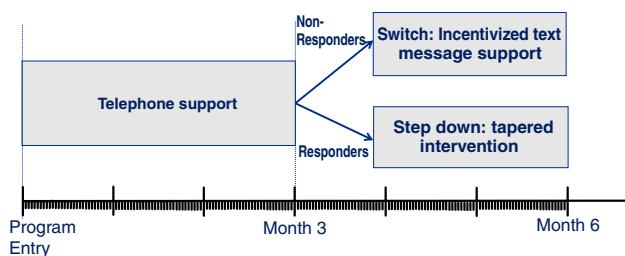 Non-
Responders
Switch: Incentivized text
message support
Telephone support
Step down: tapered
intervention
Responders
Program
Entry
Month 3
Month 6